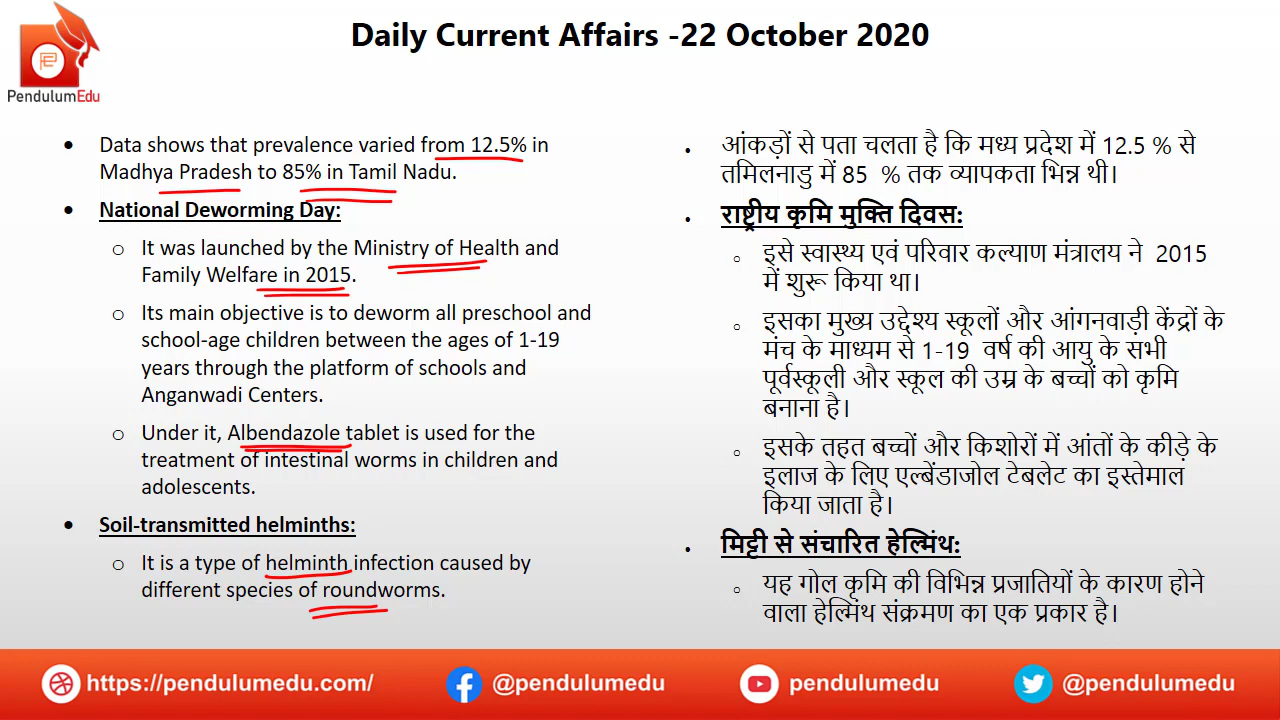 Daily Current Affairs -22 October 2020
PendulumEdu
• Data shows that prevalence varied from 12.5% in
Madhya Pradesh to 85% in Tamil Nadu.
• National Deworming Day:
o It was launched by the Ministry of Health and
Family Welfare in 2015.
o Its main objective is to deworm all preschool and
school-age children between the ages of 1-19
years through the platform of schools and
Anganwadi Centers.
o Under it, Albendazole tablet is used for the
treatment of intestinal worms in children and
adolescents.
• Soil-transmitted helminths:
o It is a type of helminth infection caused by
different species of roundworms.
• आंकड़ों से पता चलता है कि मध्य प्रदेश में 12.5 % से
तमिलनाडु में 85 % तक व्यापकता भिन्न थी।
• राष्ट्रीय कृमि मुक्ति दिवस:
o इसे स्वास्थ्य एवं परिवार कल्याण मंत्रालय ने 2015
में शुरू किया था।
o इसका मुख्य उद्देश्य स्कूलों और आंगनवाड़ी केंद्रों के
मंच के माध्यम से 1-19 वर्ष की आयु के सभी
पूर्वस्कूली और स्कूल की उम्र के बच्चों को कृमि
बनाना है।
o इसके तहत बच्चों और किशोरों में आंतों के कीड़े के
इलाज के लिए एल्बेंडाजोल टेबलेट का इस्तेमाल
किया जाता है।
• मिट्टी से संचारित हेल्मिंथ:
o यह गोल कृमि की विभिन्न प्रजातियों के कारण होने
वाला हेल्मिंथ संक्रमण का एक प्रकार है।
https://pendulumedu.com/
@pendulumedu
pendulumedu
@pendulumedu